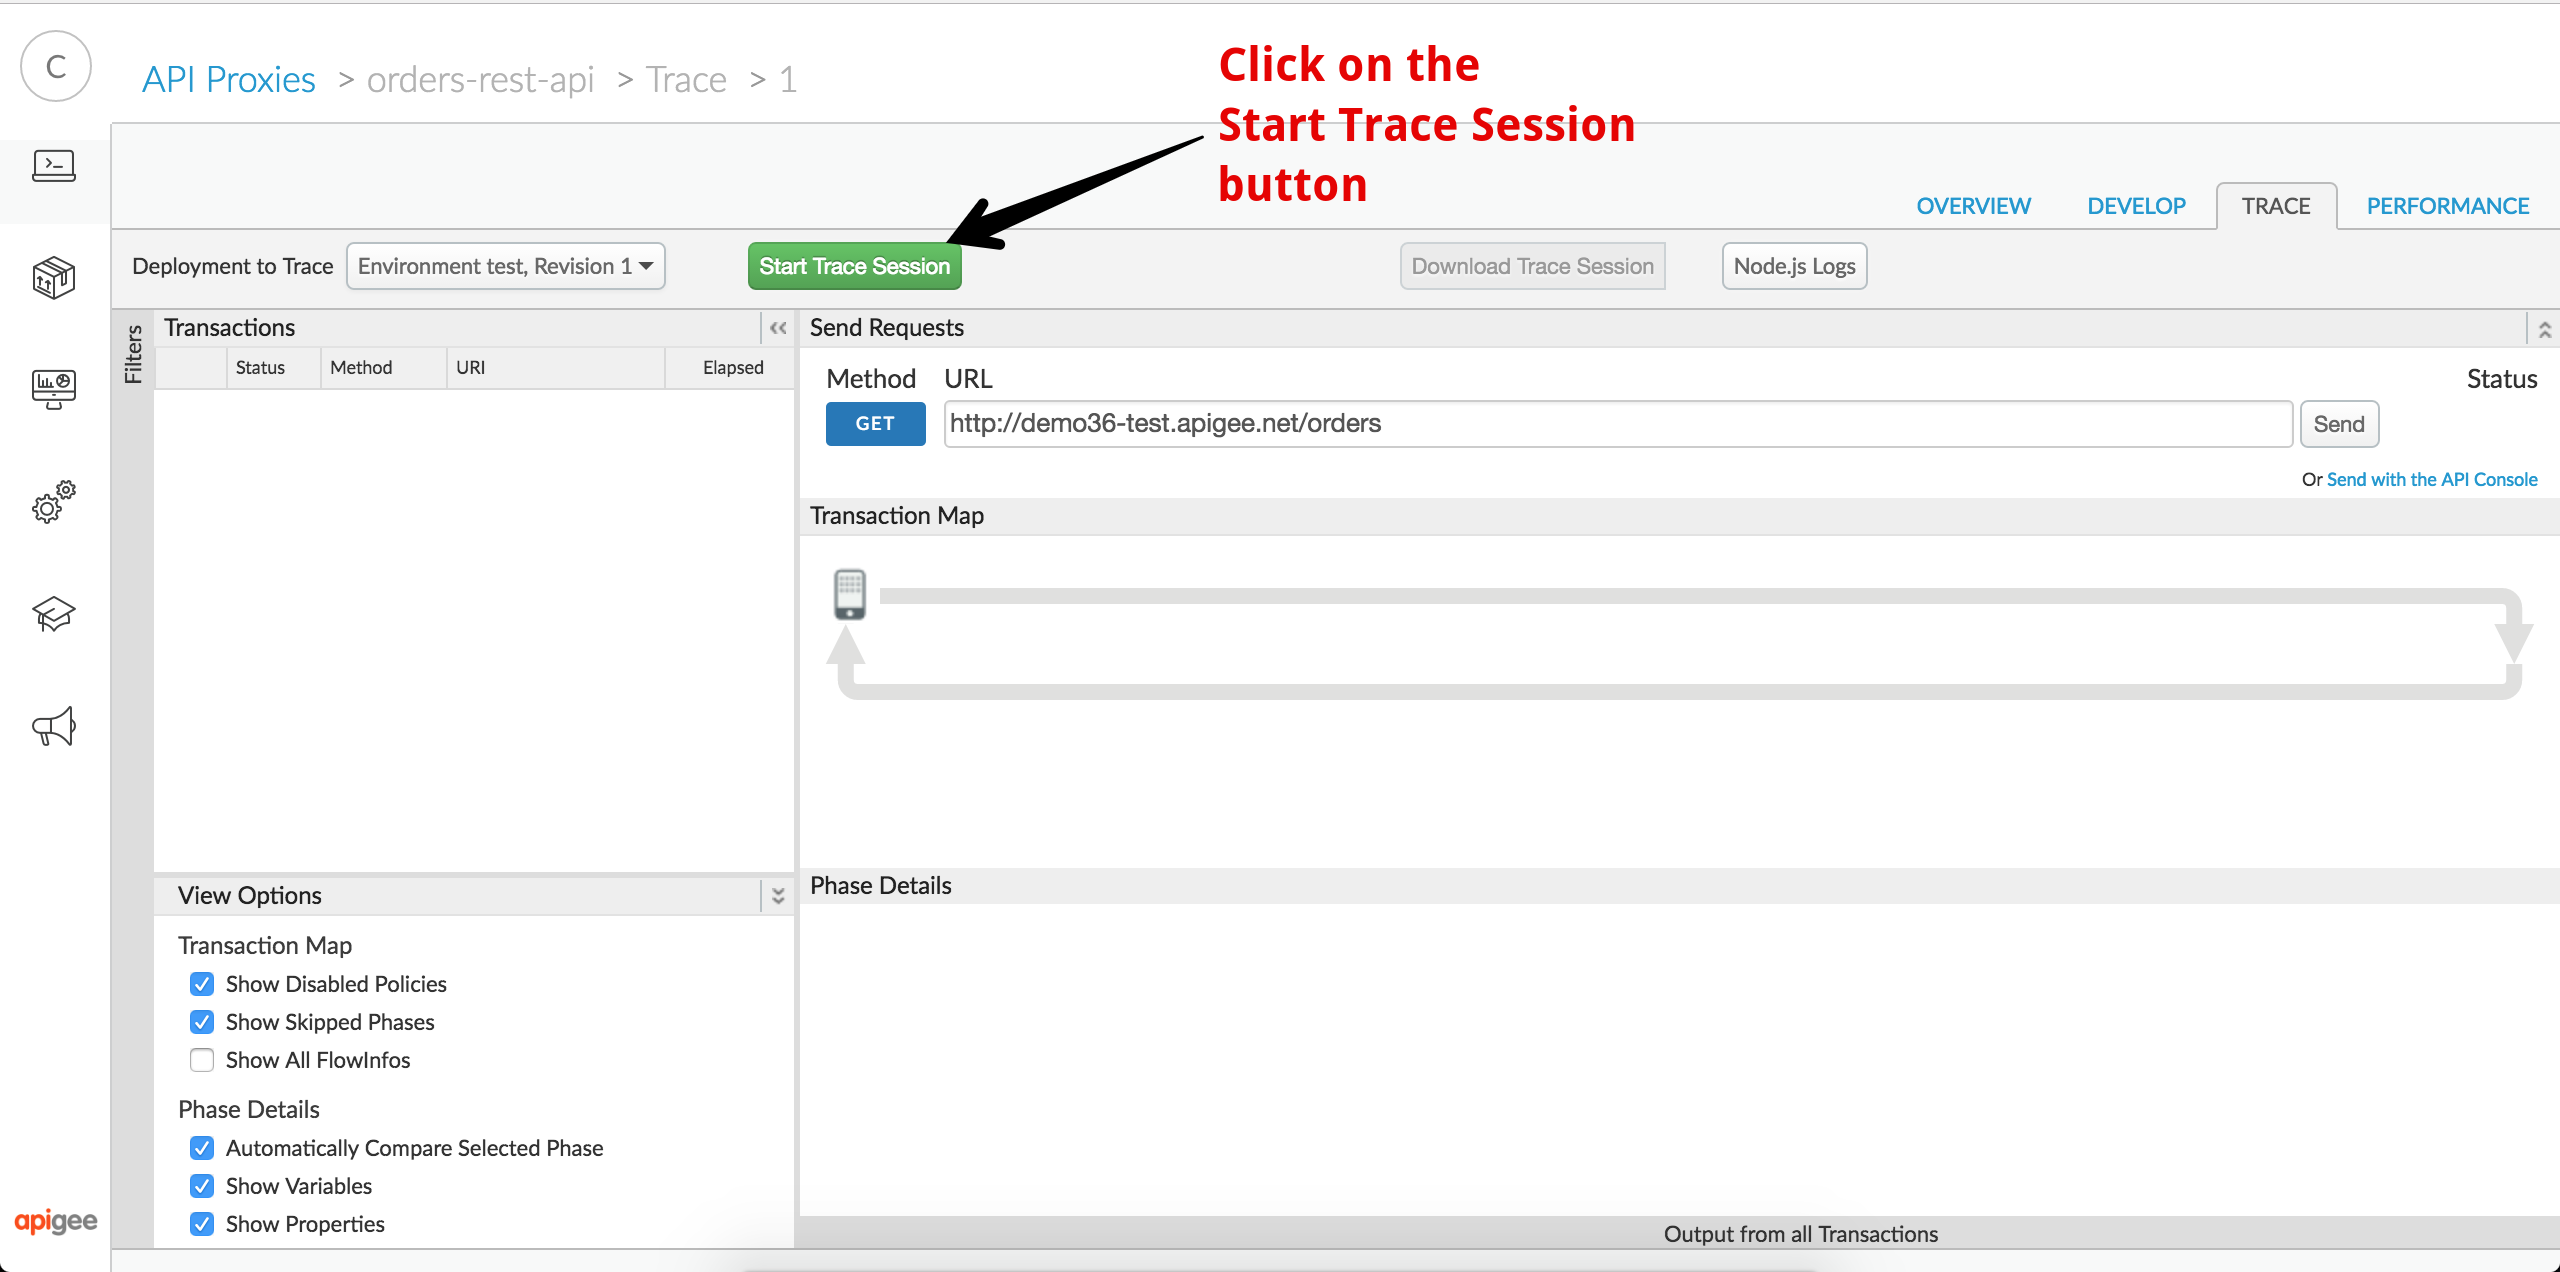 C
API Proxies > orders-rest-api > Trace > 1
Click on the
Start Trace Session
button
OVERVIEW
DEVELOP
TRACE
PERFORMANCE
Deployment to Trace
Environment test, Revision 1
Start Trace Session
Download Trace Session
Node.js Logs
Filters
Transactions
Status
Method
URI
Elapsed
Send Requests
Method
URL
Status
GET
http://demo36-test.apigee.net/orders
Send
Or Send with the API Console
Transaction Map
Phase Details
View Options
Transaction Map
Show Disabled Policies
Show Skipped Phases
Show All FlowInfos
Phase Details
Automatically Compare Selected Phase
Show Variables
Show Properties
Output from all Transactions
apigee